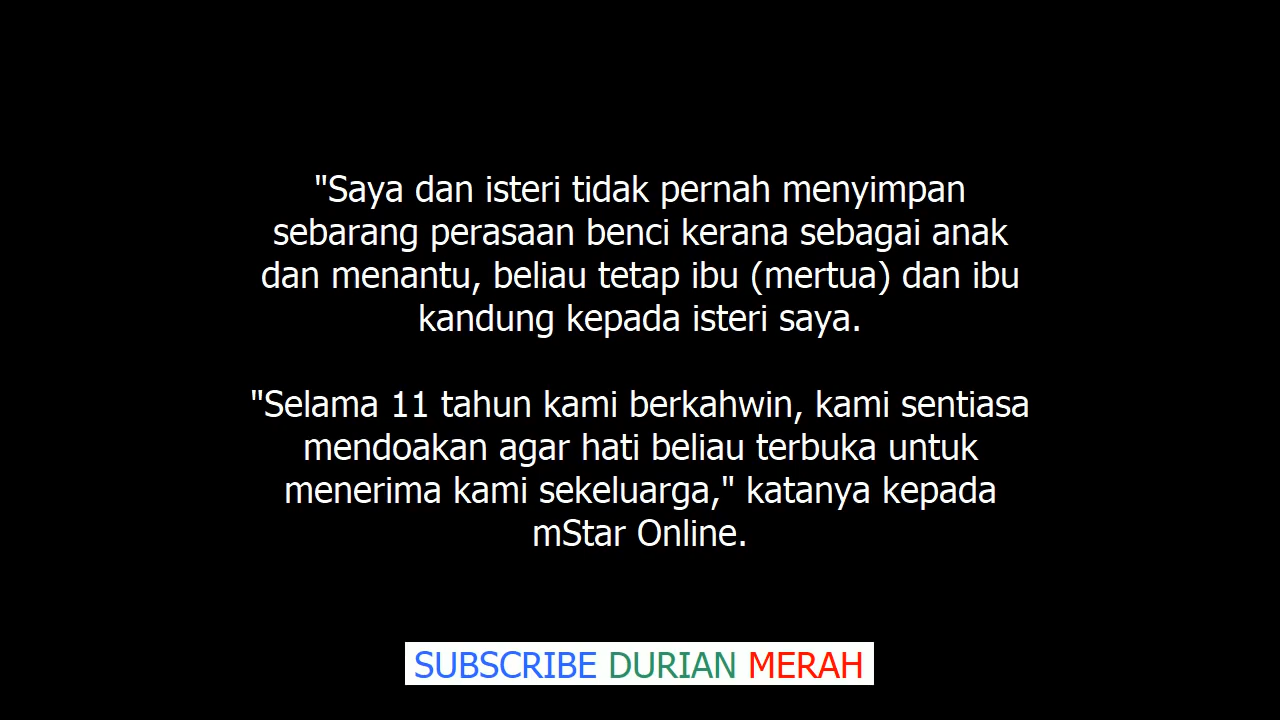 "Saya dan isteri tidak pernah menyimpan
sebarang perasaan benci kerana sebagai anak
dan menantu, beliau tetap ibu (mertua) dan ibu
kandung kepada isteri saya.
"Selama 11 tahun kami berkahwin, kami sentiasa
mendoakan agar hati beliau terbuka untuk
menerima kami sekeluarga," katanya kepada
mStar Online.
SUBSCRIBE DURIAN MERAH